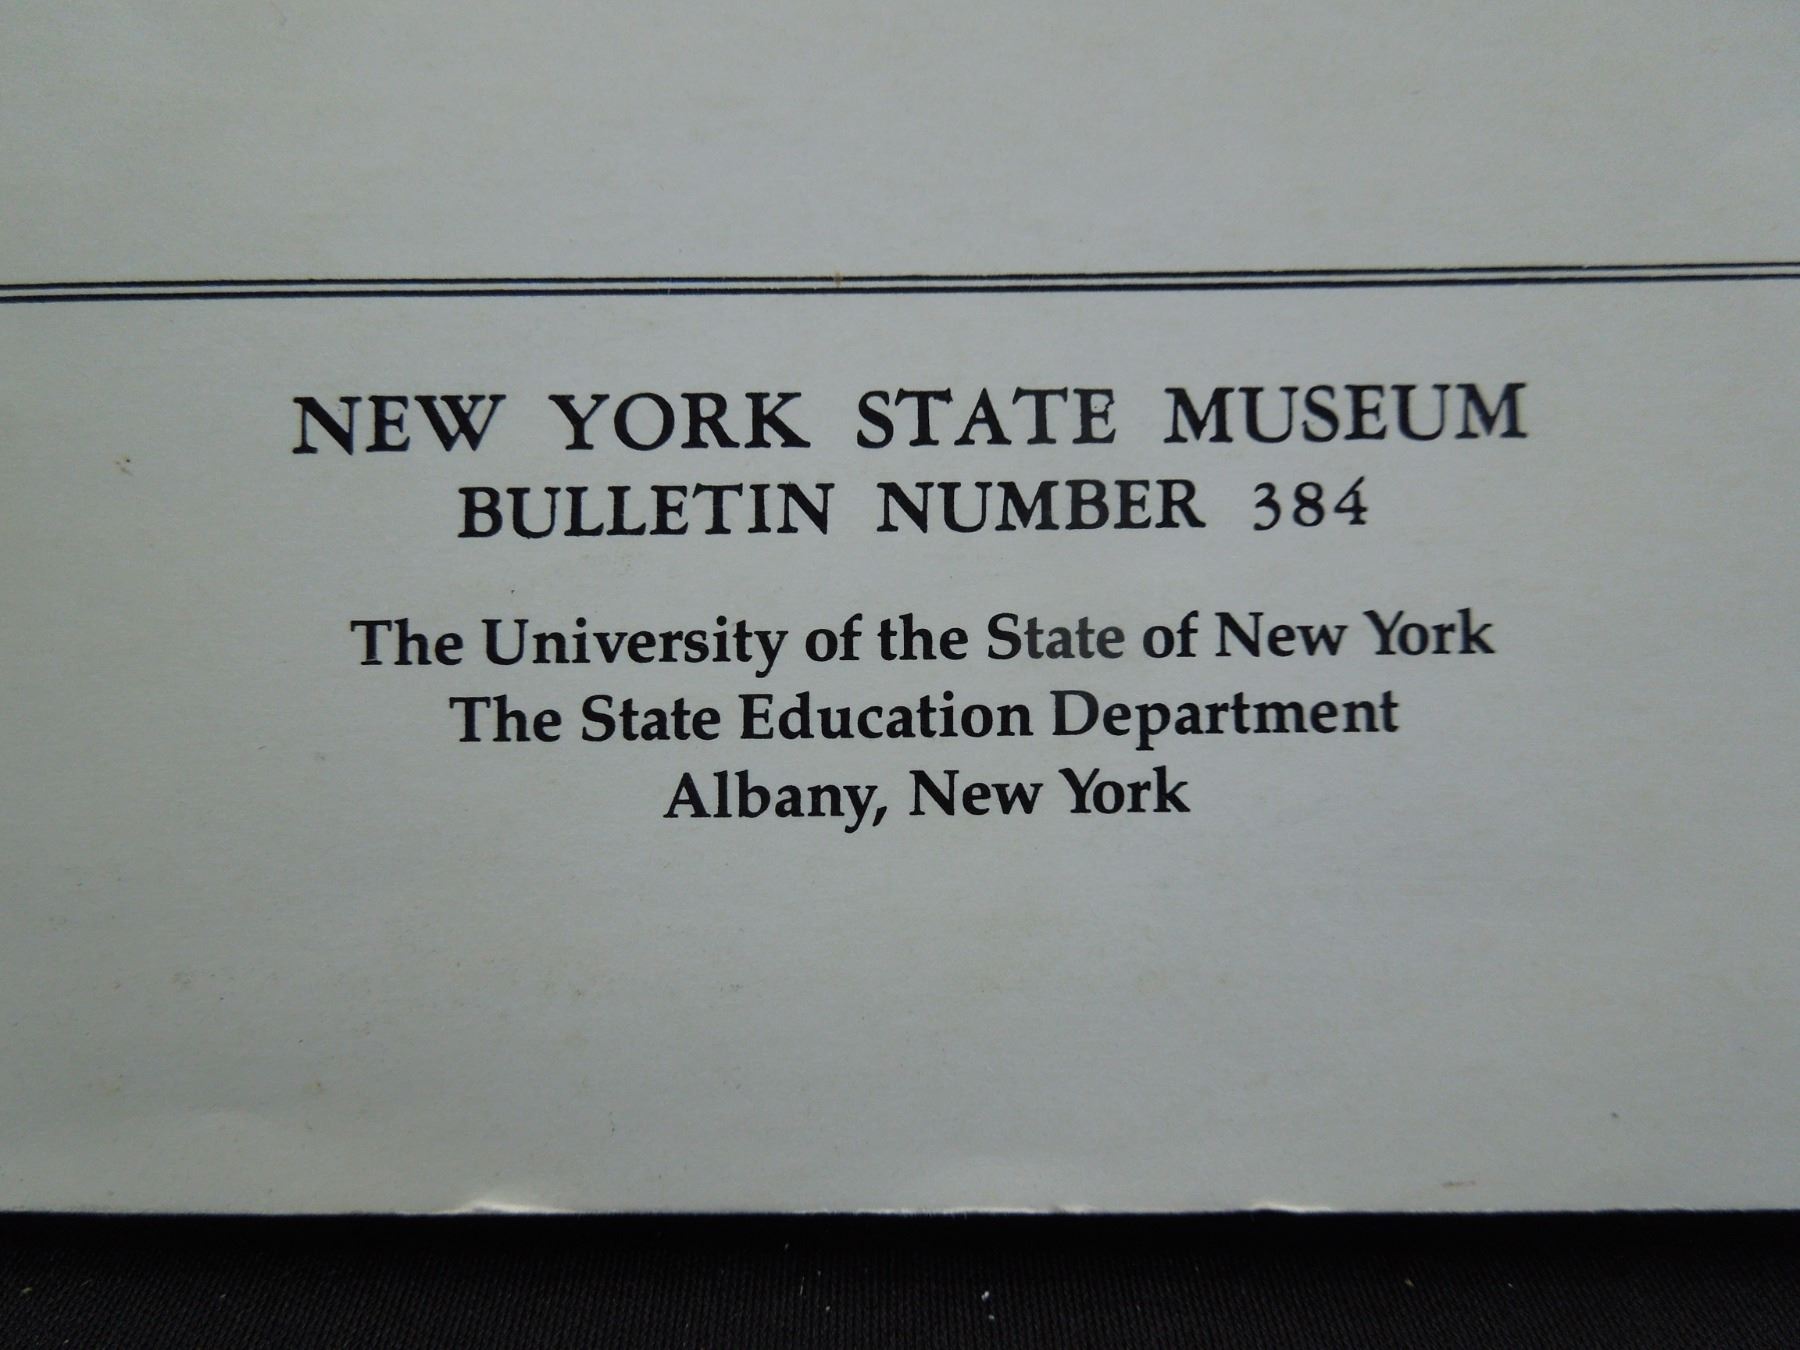 NEW YORK STATE MUSEUM
BULLETIN NUMBER 384
The University of the State of New York
The State Education Department
Albany, New York